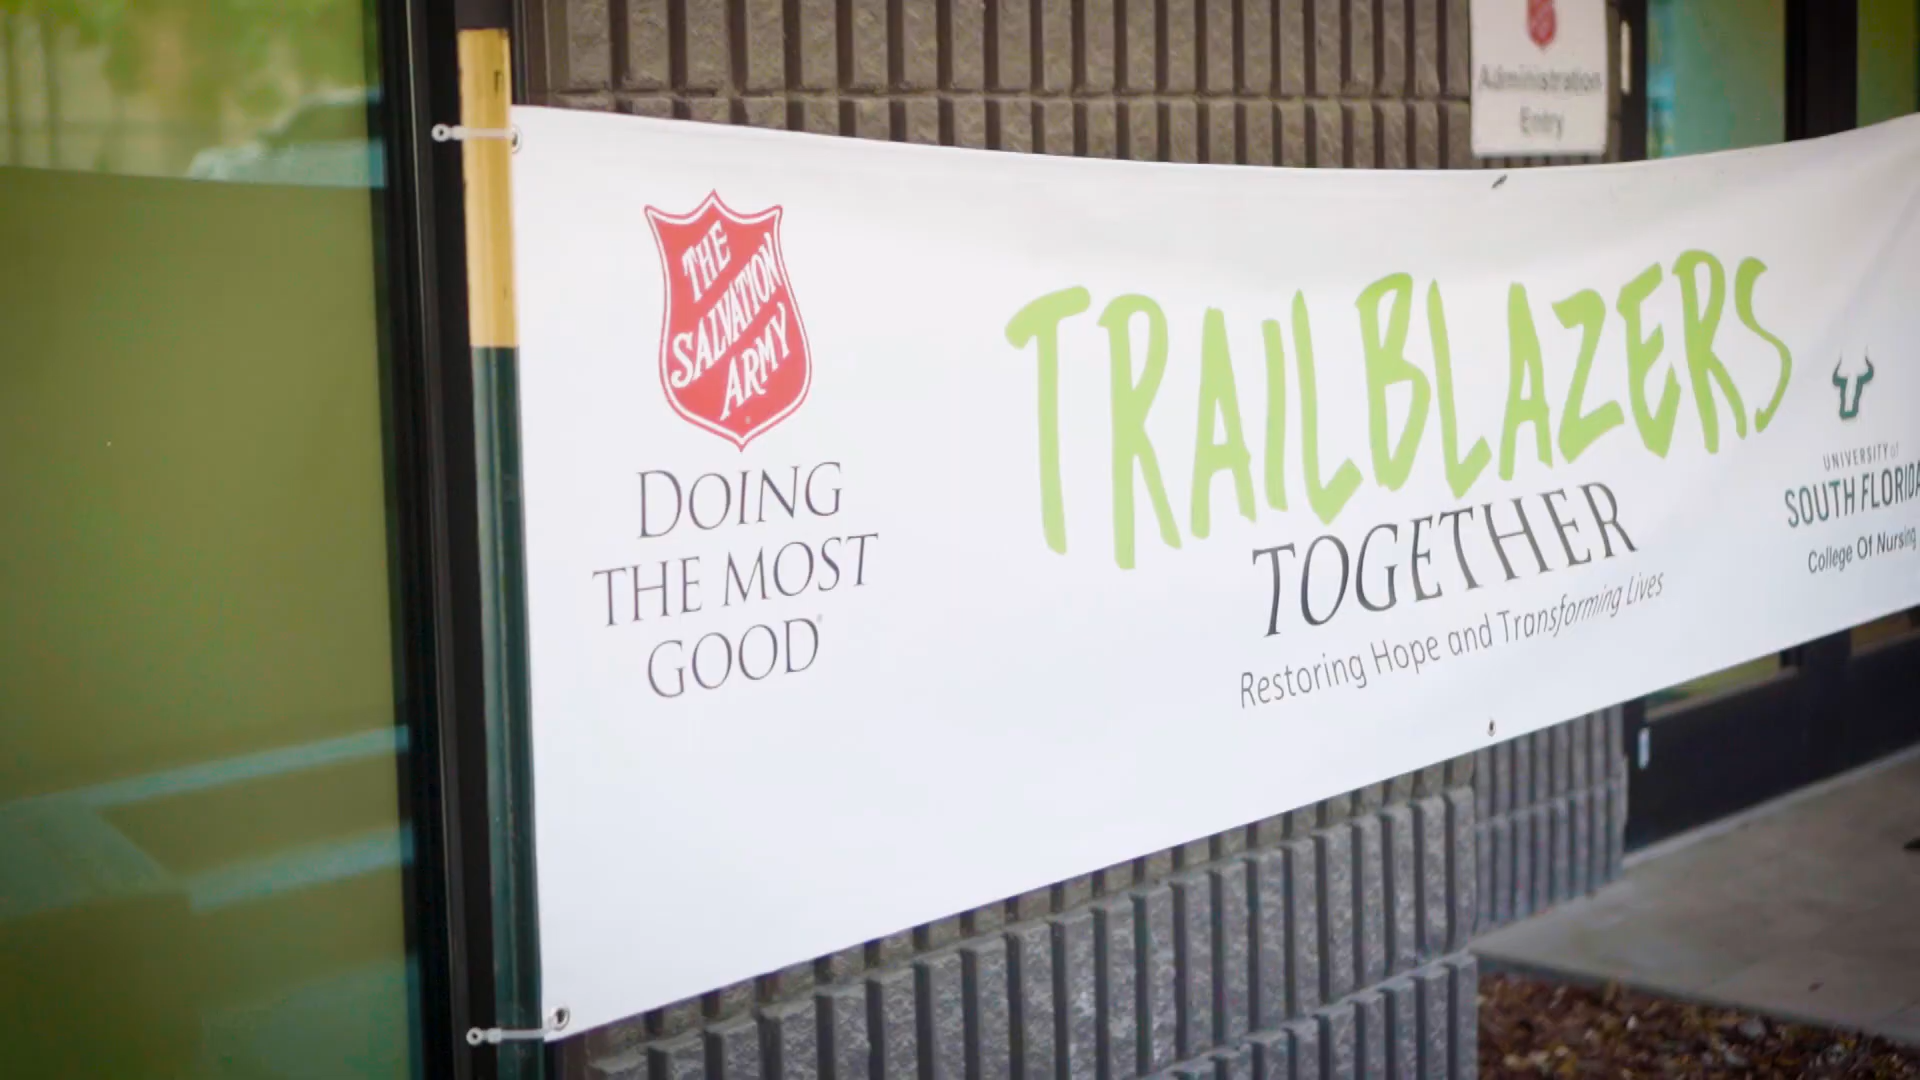 Administration
Entry
THE
SALVATION
ARMY
DOING
THE MOST
GOOD®
TRAILBLAZERS
TOGETHER
Restoring Hope and Transforming Lives
UNIVERSITY of
SOUTH FLORIDA
College Of Nursing